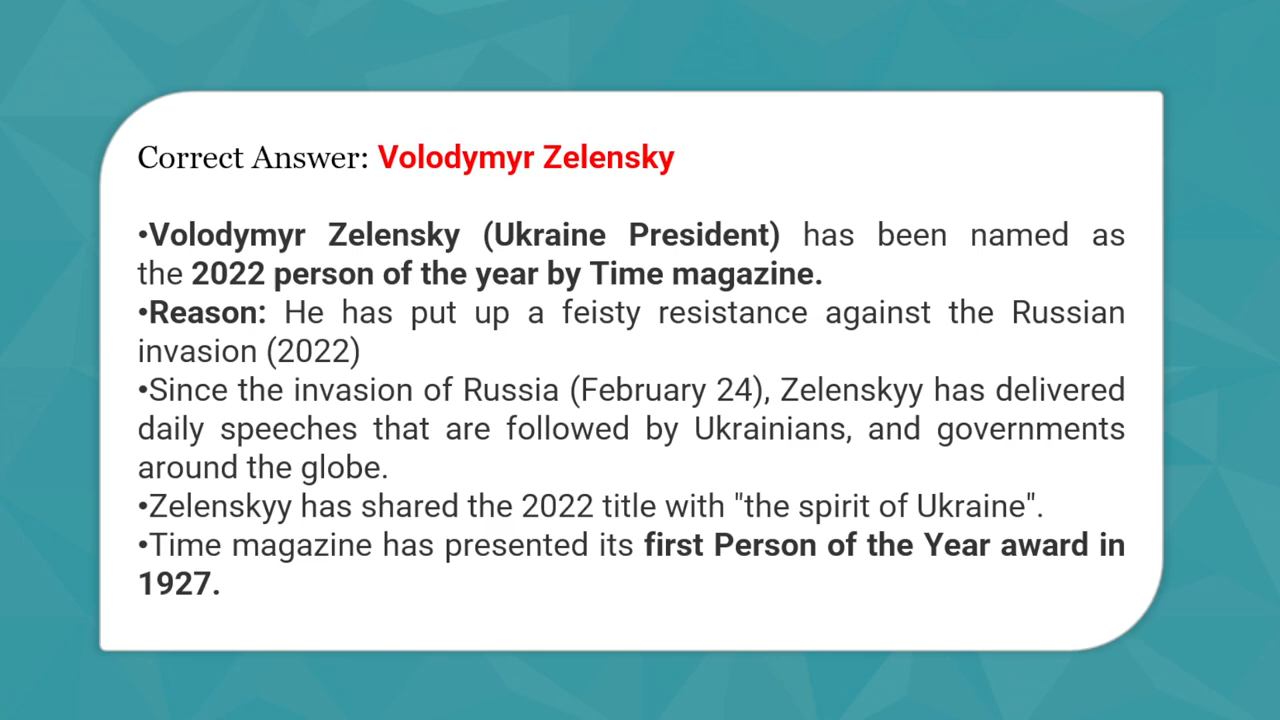 Correct Answer: Volodymyr Zelensky
•Volodymyr Zelensky (Ukraine President) has been named as
the 2022 person of the year by Time magazine.
•Reason: He has put up a feisty resistance against the Russian
invasion (2022)
•Since the invasion of Russia (February 24), Zelenskyy has delivered
daily speeches that are followed by Ukrainians, and governments
around the globe.
•Zelenskyy has shared the 2022 title with "the spirit of Ukraine".
•Time magazine has presented its first Person of the Year award in
1927.